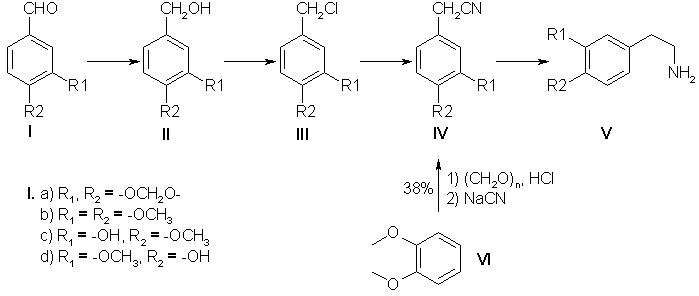 CHO CH₂OH CH₂Cl CH₂CN
R1 R1 R1 R1 R1
R2 R2 R2 R2 R2 NH₂
I II III IV V
I. a) R₁, R₂ = -OCH₂O-
b) R₁ = R₂ = -OCH₃
c) R₁ = -OH, R₂ = -OCH₃
d) R₁ = -OCH₃, R₂ = -OH
38% 1) (CH₂O)ₙ, HCl
2) NaCN
O
O VI